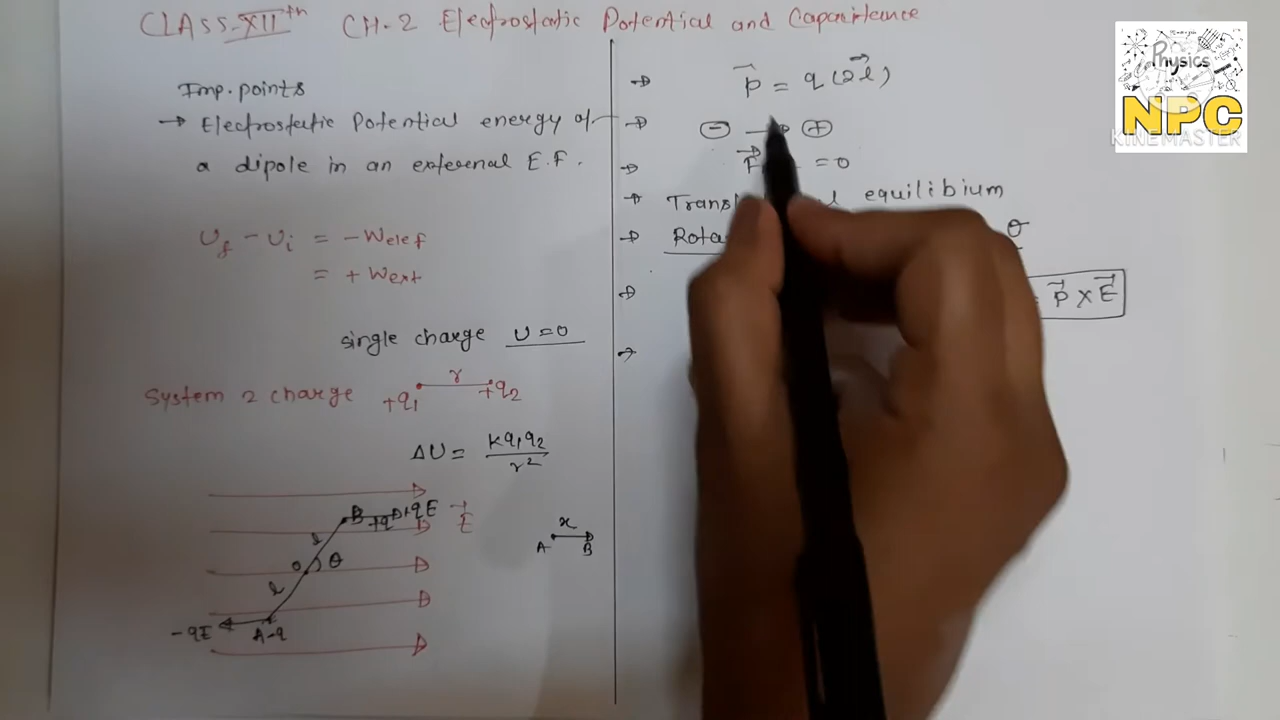 CLASS-XIIth CH-2 Electrostatic Potential and Capacitance
Imp. points
→ Electrostatic Potential energy of
a dipole in an external E.F.
Uf - Ui = -Welef
= + Wext
single charge U=0
System 2 charge +q1 r +q2
ΔU = kq1q2/r²
B +q +qE E⃗
l
O θ
l
-qE A-q
x
A B
→ p⃗ = q(2l⃗)
→ (-) → (+)
→ F⃗ =0
→ equilibium
→ θ
→ p⃗ × E⃗
→
Physics
NPC
KINEMASTER